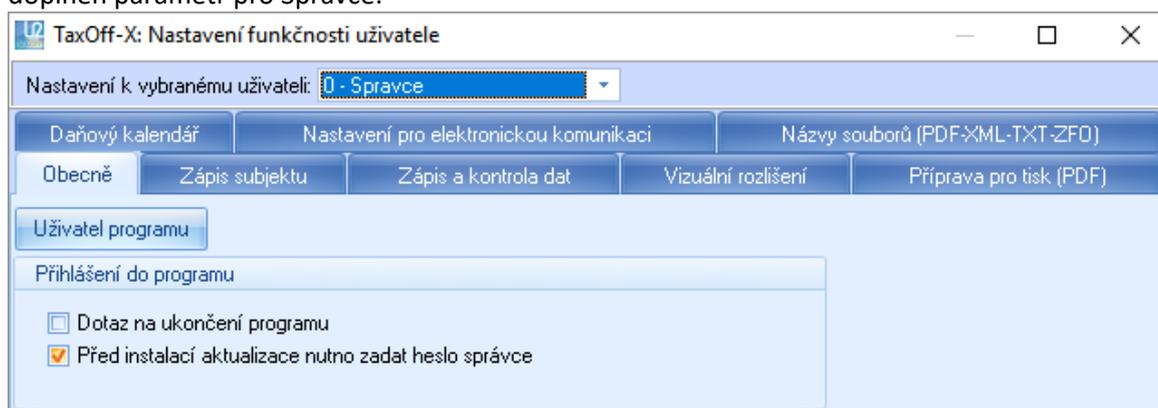 doplněn parametr pro Správce:
TaxOff-X: Nastavení funkčnosti uživatele
Nastavení k vybranému uživateli: 0 - Spravce
Daňový kalendář Nastavení pro elektronickou komunikaci Názvy souborů (PDF-XML-TXT-ZFO)
Obecně Zápis subjektu Zápis a kontrola dat Vizuální rozlišení Příprava pro tisk (PDF)
Uživatel programu
Přihlášení do programu
Dotaz na ukončení programu
Před instalací aktualizace nutno zadat heslo správce